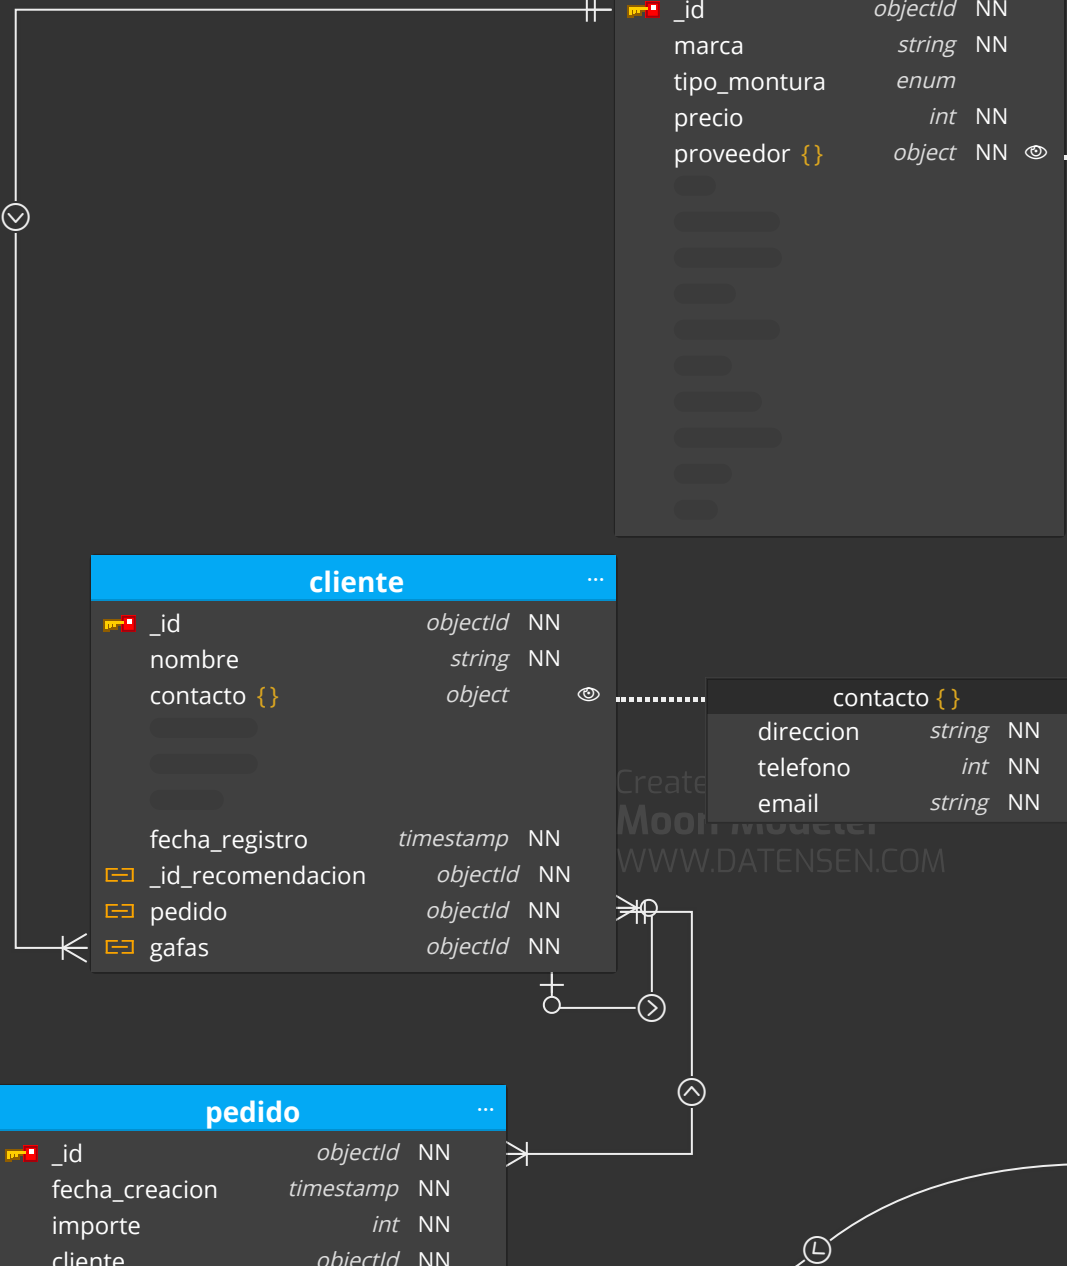 _id objectId NN
marca string NN
tipo_montura enum
precio int NN
proveedor {} object NN
cliente ...
_id objectId NN
nombre string NN
contacto {} object
contacto {}
direccion string NN
telefono int NN
email string NN
Create
Moon Modeler
WWW.DATENSEN.COM
fecha_registro timestamp NN
_id_recomendacion objectId NN
pedido objectId NN
gafas objectId NN
pedido ...
_id objectId NN
fecha_creacion timestamp NN
importe int NN
cliente objectId NN